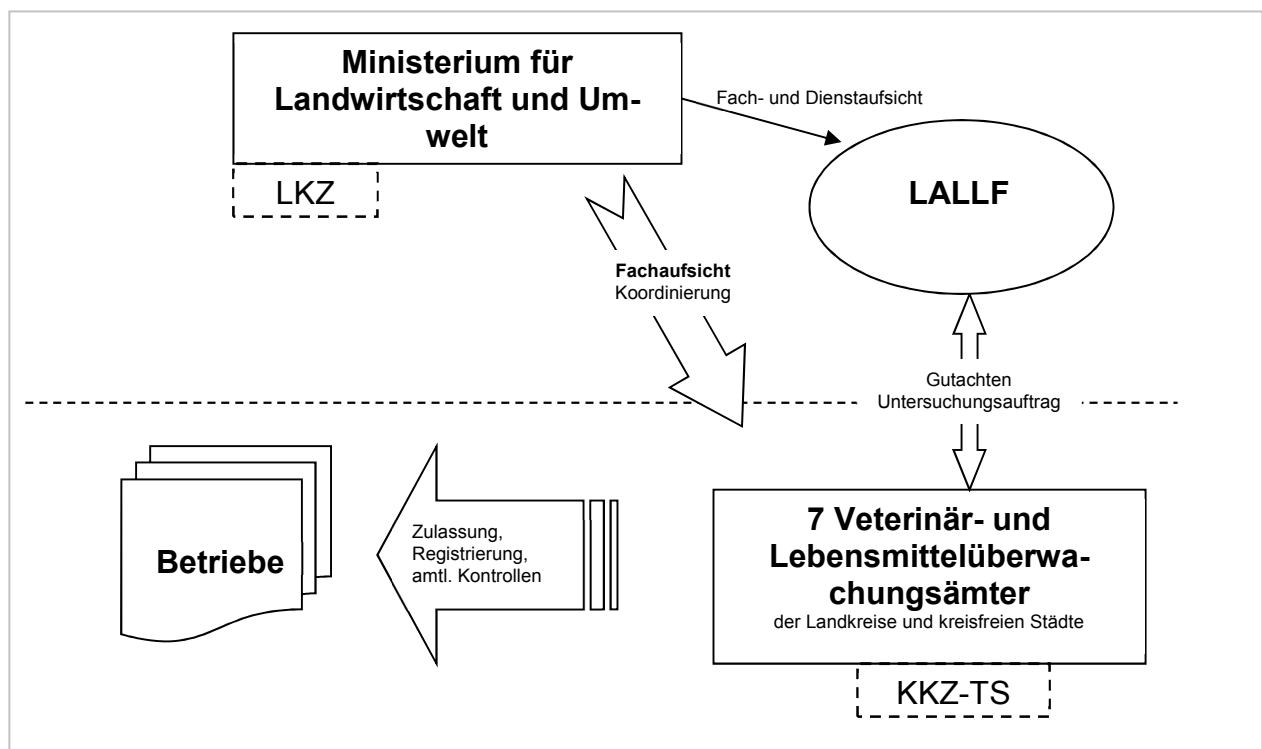 Ministerium für
Landwirtschaft und Um-
welt
LKZ
Fach- und Dienstaufsicht
LALLF
Fachaufsicht
Koordinierung
Gutachten
Untersuchungsauftrag
Betriebe
Zulassung,
Registrierung,
amtl. Kontrollen
7 Veterinär- und
Lebensmittelüberwa-
chungsämter
der Landkreise und kreisfreien Städte
KKZ-TS